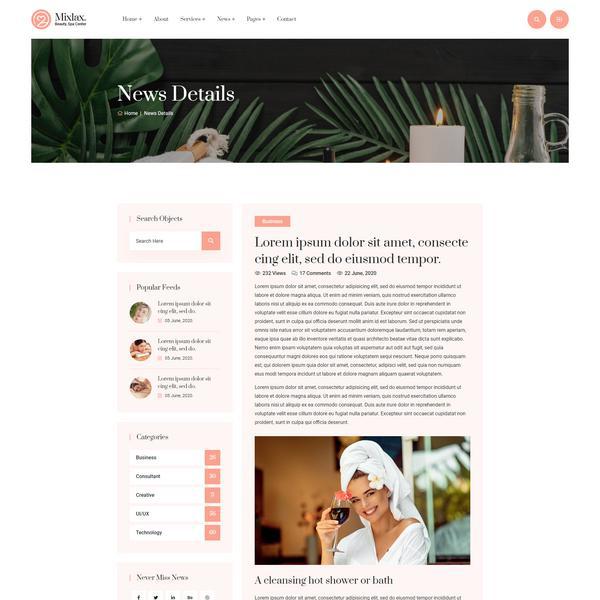 Mixlax.
Beauty, Spa Center
Home +
About
Services +
News +
Pages +
Contact
News Details
Home | News Details
Search Objects
Search Here
Popular Feeds
Lorem ipsum dolor sit
cing elit, sed do.
05 June, 2020
Lorem ipsum dolor sit
cing elit, sed do.
05 June, 2020
Lorem ipsum dolor sit
cing elit, sed do.
05 June, 2020
Categories
Business
Consultant
30
Creative
Ui/UX
Technology
Never Miss News
Business
Lorem ipsum dolor sit amet, consecte
cing elit, sed do eiusmod tempor.
232 Views 17 Comments 22 June, 2020
Lorem ipsum dolor sit amet, consectetur adipisicing elit, sed do eiusmod tempor incididunt ut
labore et dolore magna aliqua. Ut enim ad minim veniam, quis nostrud exercitation ullamco
laboris nisi ut aliquip ex ea commodo consequat. Duis aute irure dolor in reprehenderit in
voluptate velit esse cillum dolore eu fugiat nulla pariatur. Excepteur sint occaecat cupidatat non
proident, sunt in culpa qui officia deserunt mollit anim id est laborum. Sed ut perspiciatis unde
omnis iste natus error sit voluptatem accusantium doloremque laudantium, totam rem aperiam,
eaque ipsa quae ab illo inventore veritatis et quasi architecto beatae vitae dicta sunt explicabo.
Nemo enim ipsam voluptatem quia voluptas sit aspernatur aut odit aut fugit, sed quia
consequuntur magni dolores eos qui ratione voluptatem sequi nesciunt. Neque porro quisquam
est, qui dolorem ipsum quia dolor sit amet, consectetur, adipisci velit, sed quia non numquam
eius modi tempora incidunt ut labore et dolore magnam aliquam quaerat voluptatem.
Lorem ipsum dolor sit amet, consectetur adipisicing elit, sed do eiusmod tempor incididunt ut
labore et dolore magna aliqua. Ut enim ad minim veniam, quis nostrud exercitation ullamco
laboris nisi ut aliquip ex ea commodo consequat. Duis aute irure dolor in reprehenderit in
voluptate velit esse cillum dolore eu fugiat nulla pariatur. Excepteur sint occaecat cupidatat non
proident, sunt in culpa qui officia deserunt.
A cleansing hot shower or bath
Lorem ipsum dolor sit amet, consectetur adipisicing elit, sed do eiusmod tempor incididunt ut